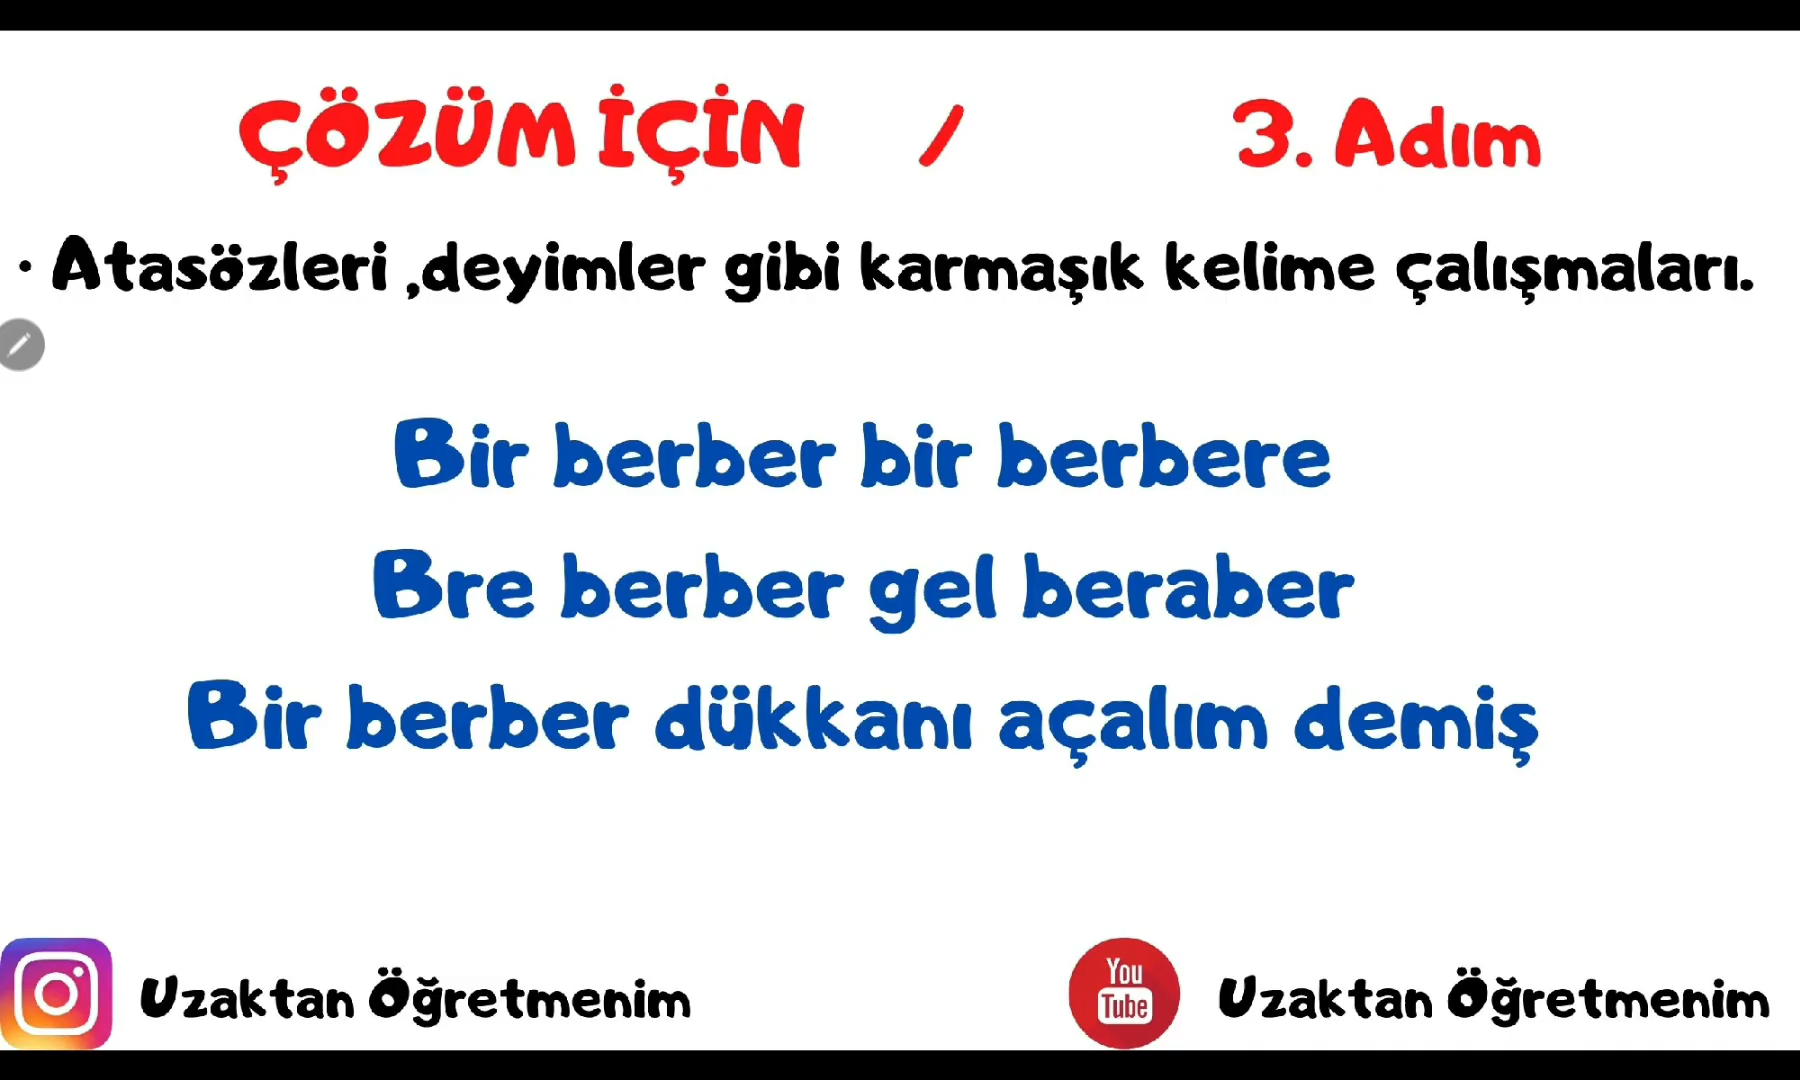 ÇÖZÜM İÇİN / 3. Adım
· Atasözleri ,deyimler gibi karmaşık kelime çalışmaları.
Bir berber bir berbere
Bre berber gel beraber
Bir berber dükkanı açalım demiş
Uzaktan Öğretmenim
You
Tube
Uzaktan Öğretmenim